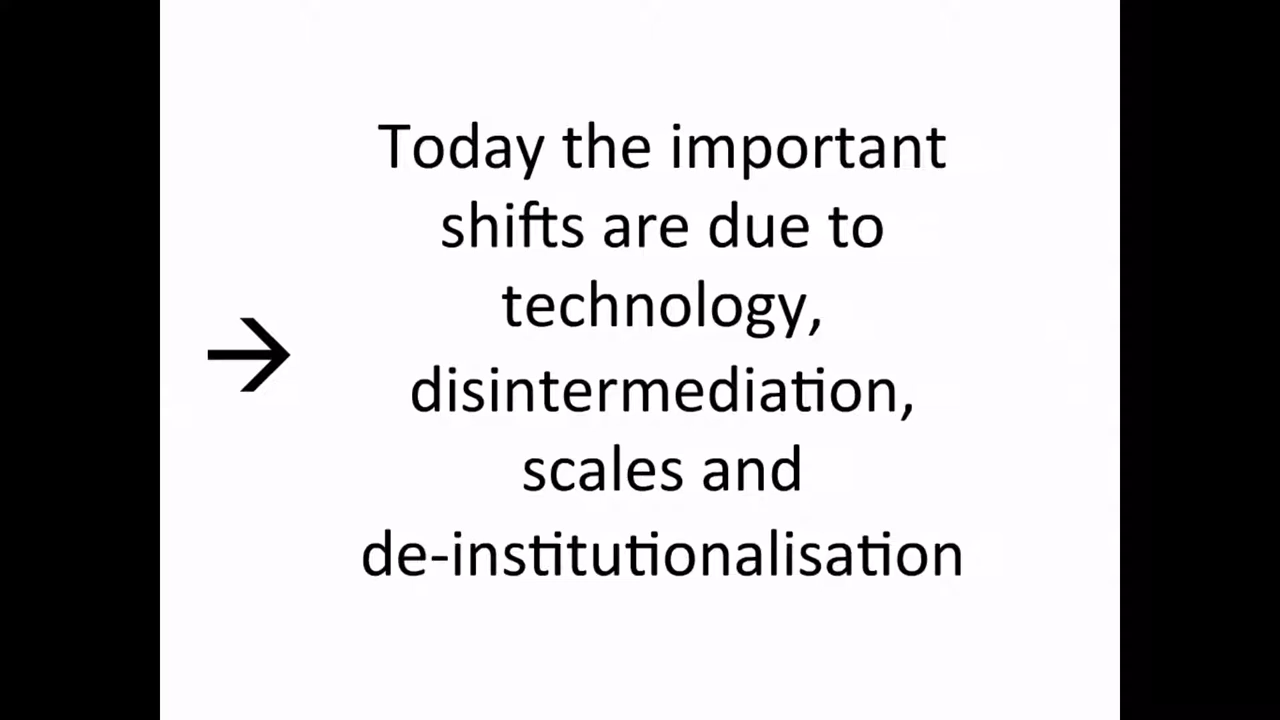 Today the important
shifts are due to
technology,
→ disintermediation,
scales and
de-institutionalisation